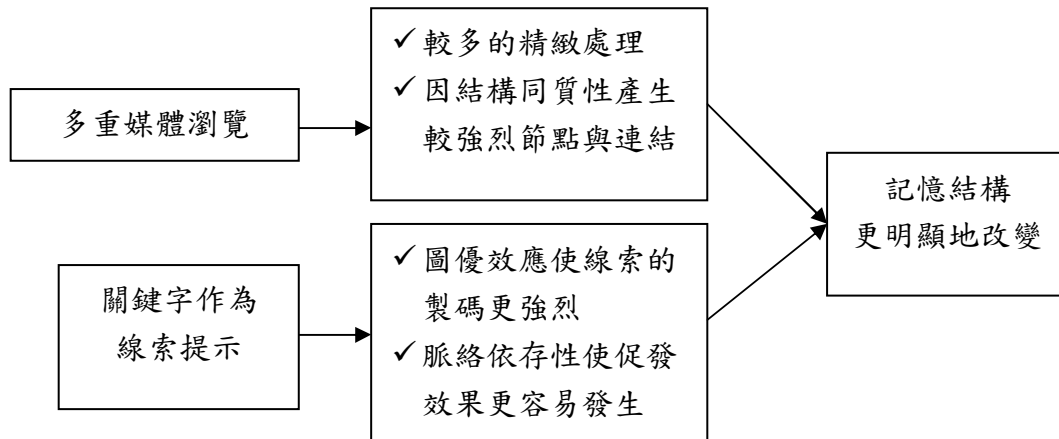 多重媒體瀏覽
✓ 較多的精緻處理
✓ 因結構同質性產生
較強烈節點與連結
關鍵字作為
線索提示
✓ 圖優效應使線索的
製碼更強烈
✓ 脈絡依存性使促發
效果更容易發生
記憶結構
更明顯地改變